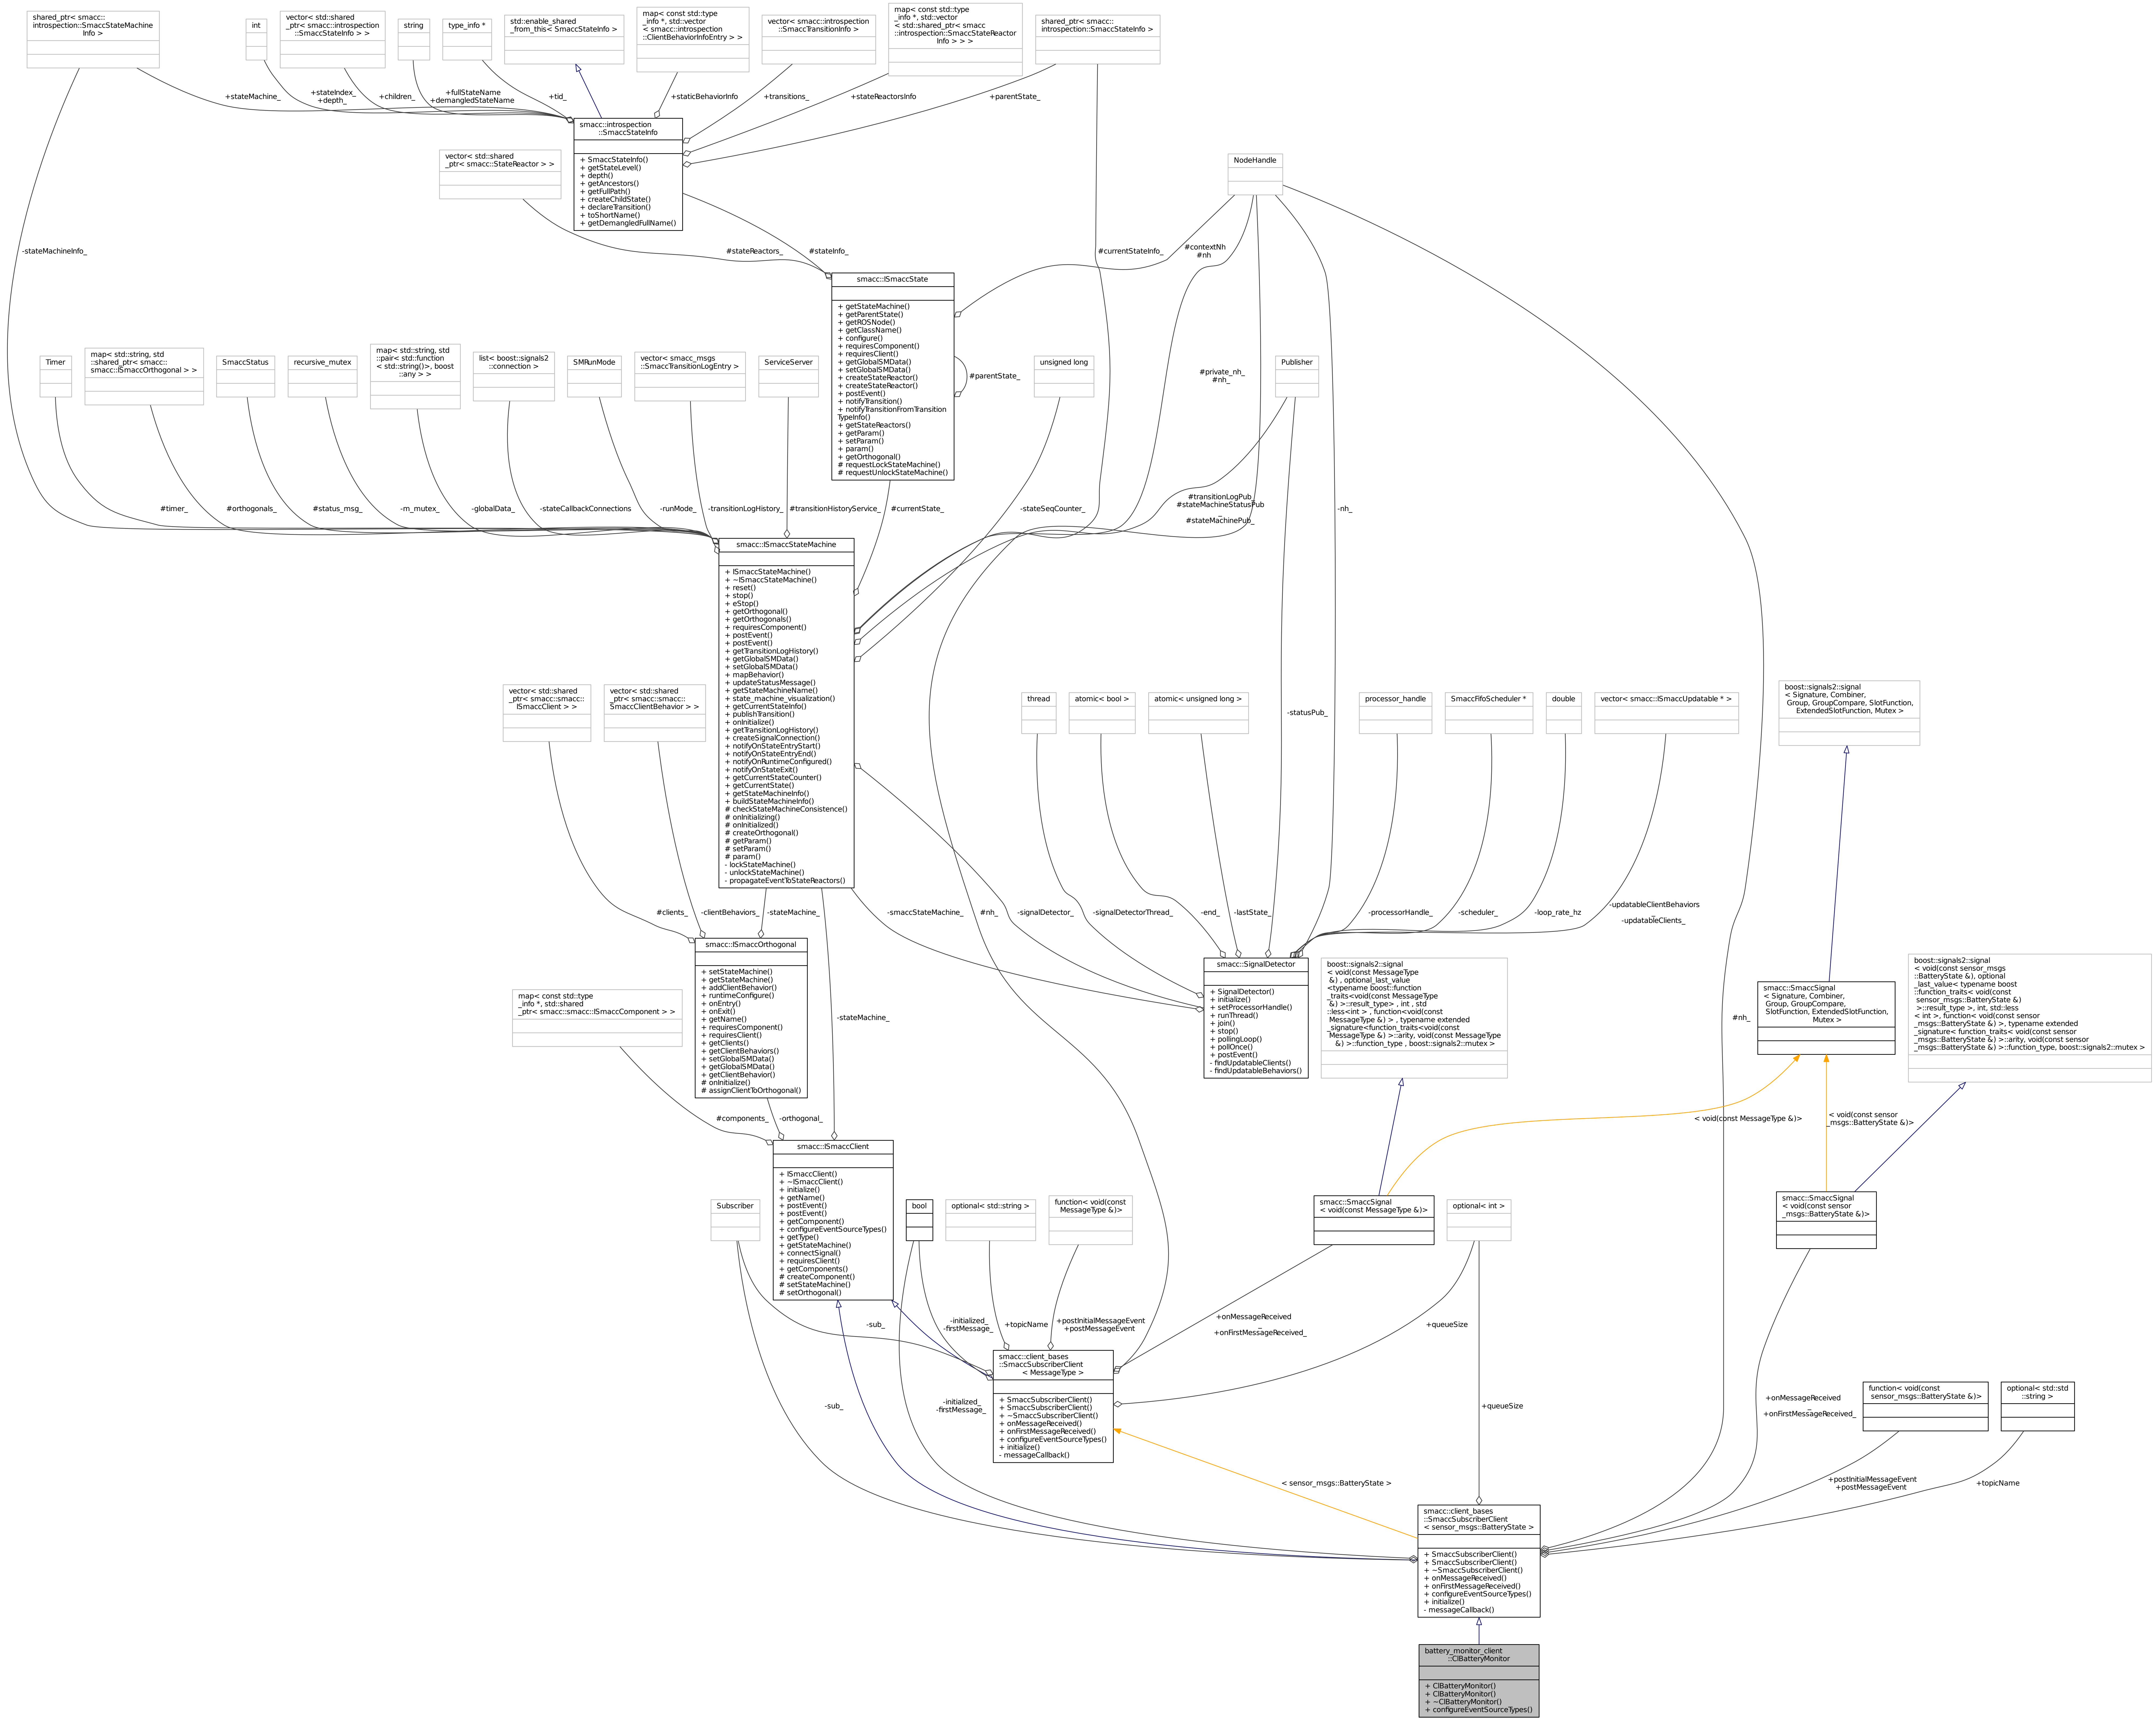 shared_ptr< smacc::
introspection::SmaccStateMachine
Info >
int
vector< std::shared
_ptr< smacc::introspection
::SmaccStateInfo > >
string
type_info *
std::enable_shared
_from_this< SmaccStateInfo >
map< const std::type
_info *, std::vector
< smacc::introspection
::ClientBehaviorInfoEntry > >
vector< smacc::introspection
::SmaccTransitionInfo >
map< const std::type
_info *, std::vector
< std::shared_ptr< smacc
::introspection::SmaccStateReactor
Info > > >
shared_ptr< smacc::
introspection::SmaccStateInfo >
+stateMachine_
+stateIndex_
+depth_
+children_
+fullStateName
+demangledStateName
+tid_
+staticBehaviorInfo
+transitions_
+stateReactorsInfo
+parentState_
smacc::introspection
::SmaccStateInfo
+ SmaccStateInfo()
+ getStateLevel()
+ depth()
+ getAncestors()
+ getFullPath()
+ createChildState()
+ declareTransition()
+ toShortName()
+ getDemangledFullName()
vector< std::shared
_ptr< smacc::StateReactor > >
NodeHandle
-stateMachineInfo_
#stateReactors_
#stateInfo_
#currentStateInfo_
#contextNh
#nh
smacc::ISmaccState
+ getStateMachine()
+ getParentState()
+ getROSNode()
+ getClassName()
+ configure()
+ requiresComponent()
+ requiresClient()
+ getGlobalSMData()
+ setGlobalSMData()
+ createStateReactor()
+ createStateReactor()
+ postEvent()
+ notifyTransition()
+ notifyTransitionFromTransition
TypeInfo()
+ getStateReactors()
+ getParam()
+ setParam()
+ param()
+ getOrthogonal()
# requestLockStateMachine()
# requestUnlockStateMachine()
#parentState_
Timer
map< std::string, std
::shared_ptr< smacc::
smacc::ISmaccOrthogonal > >
SmaccStatus
recursive_mutex
map< std::string, std
::pair< std::function
< std::string()>, boost
::any > >
list< boost::signals2
::connection >
SMRunMode
vector< smacc_msgs
::SmaccTransitionLogEntry >
ServiceServer
unsigned long
#private_nh_
#nh_
Publisher
#timer_
#orthogonals_
#status_msg_
-m_mutex_
-globalData_
-stateCallbackConnections
-runMode_
-transitionLogHistory_
#transitionHistoryService_
#currentState_
-stateSeqCounter_
#transitionLogPub_
#stateMachineStatusPub
_
#stateMachinePub_
-nh_
smacc::ISmaccStateMachine
+ ISmaccStateMachine()
+ ~ISmaccStateMachine()
+ reset()
+ stop()
+ eStop()
+ getOrthogonal()
+ getOrthogonals()
+ requiresComponent()
+ postEvent()
+ postEvent()
+ getTransitionLogHistory()
+ getGlobalSMData()
+ setGlobalSMData()
+ mapBehavior()
+ updateStatusMessage()
+ getStateMachineName()
+ state_machine_visualization()
+ getCurrentStateInfo()
+ publishTransition()
+ onInitialize()
+ getTransitionLogHistory()
+ createSignalConnection()
+ notifyOnStateEntryStart()
+ notifyOnStateEntryEnd()
+ notifyOnRuntimeConfigured()
+ notifyOnStateExit()
+ getCurrentStateCounter()
+ getCurrentState()
+ getStateMachineInfo()
+ buildStateMachineInfo()
# checkStateMachineConsistence()
# onInitializing()
# onInitialized()
# createOrthogonal()
# getParam()
# setParam()
# param()
- lockStateMachine()
- unlockStateMachine()
- propagateEventToStateReactors()
vector< std::shared
_ptr< smacc::smacc::
ISmaccClient > >
vector< std::shared
_ptr< smacc::smacc::
SmaccClientBehavior > >
thread
atomic< bool >
atomic< unsigned long >
-statusPub_
processor_handle
SmaccFifoScheduler *
double
vector< smacc::ISmaccUpdatable * >
boost::signals2::signal
< Signature, Combiner,
Group, GroupCompare, SlotFunction,
ExtendedSlotFunction, Mutex >
#clients_
-clientBehaviors_
-stateMachine_
-smaccStateMachine_
#nh_
-signalDetector_
-signalDetectorThread_
-end_
-lastState_
-processorHandle_
-scheduler_
-loop_rate_hz
-updatableClientBehaviors
_
-updatableClients_
smacc::ISmaccOrthogonal
+ setStateMachine()
+ getStateMachine()
+ addClientBehavior()
+ runtimeConfigure()
+ onEntry()
+ onExit()
+ getName()
+ requiresComponent()
+ requiresClient()
+ getClients()
+ getClientBehaviors()
+ setGlobalSMData()
+ getGlobalSMData()
+ getClientBehavior()
# onInitialize()
# assignClientToOrthogonal()
map< const std::type
_info *, std::shared
_ptr< smacc::smacc::ISmaccComponent > >
-stateMachine_
smacc::SignalDetector
+ SignalDetector()
+ initialize()
+ setProcessorHandle()
+ runThread()
+ join()
+ stop()
+ pollingLoop()
+ pollOnce()
+ postEvent()
- findUpdatableClients()
- findUpdatableBehaviors()
boost::signals2::signal
< void(const MessageType
&) , optional_last_value
<typename boost::function
_traits<void(const MessageType
&) >::result_type> , int , std
::less<int > , function<void(const
MessageType &) > , typename extended
_signature<function_traits<void(const
MessageType &) >::arity, void(const MessageType
&) >::function_type , boost::signals2::mutex >
#nh_
smacc::SmaccSignal
< Signature, Combiner,
Group, GroupCompare,
SlotFunction, ExtendedSlotFunction,
Mutex >
boost::signals2::signal
< void(const sensor_msgs
::BatteryState &), optional
_last_value< typename boost
::function_traits< void(const
sensor_msgs::BatteryState &)
>::result_type >, int, std::less
< int >, function< void(const sensor
_msgs::BatteryState &) >, typename extended
_signature< function_traits< void(const sensor
_msgs::BatteryState &) >::arity, void(const sensor
_msgs::BatteryState &) >::function_type, boost::signals2::mutex >
#components_
-orthogonal_
< void(const MessageType &)>
< void(const sensor
_msgs::BatteryState &)>
smacc::ISmaccClient
+ ISmaccClient()
+ ~ISmaccClient()
+ initialize()
+ getName()
+ postEvent()
+ postEvent()
+ getComponent()
+ configureEventSourceTypes()
+ getType()
+ getStateMachine()
+ connectSignal()
+ requiresClient()
+ getComponents()
# createComponent()
# setStateMachine()
# setOrthogonal()
Subscriber
bool
optional< std::string >
function< void(const
MessageType &)>
smacc::SmaccSignal
< void(const MessageType &)>
optional< int >
smacc::SmaccSignal
< void(const sensor
_msgs::BatteryState &)>
-sub_
-initialized_
-firstMessage_
+topicName
+postInitialMessageEvent
+postMessageEvent
+onMessageReceived
_
+onFirstMessageReceived_
+queueSize
smacc::client_bases
::SmaccSubscriberClient
< MessageType >
+ SmaccSubscriberClient()
+ SmaccSubscriberClient()
+ ~SmaccSubscriberClient()
+ onMessageReceived()
+ onFirstMessageReceived()
+ configureEventSourceTypes()
+ initialize()
- messageCallback()
-sub_
-initialized_
-firstMessage_
+queueSize
+onMessageReceived
_
+onFirstMessageReceived_
function< void(const
sensor_msgs::BatteryState &)>
optional< std::std
::string >
< sensor_msgs::BatteryState >
+postInitialMessageEvent
+postMessageEvent
+topicName
smacc::client_bases
::SmaccSubscriberClient
< sensor_msgs::BatteryState >
+ SmaccSubscriberClient()
+ SmaccSubscriberClient()
+ ~SmaccSubscriberClient()
+ onMessageReceived()
+ onFirstMessageReceived()
+ configureEventSourceTypes()
+ initialize()
- messageCallback()
battery_monitor_client
::ClBatteryMonitor
+ ClBatteryMonitor()
+ ClBatteryMonitor()
+ ~ClBatteryMonitor()
+ configureEventSourceTypes()